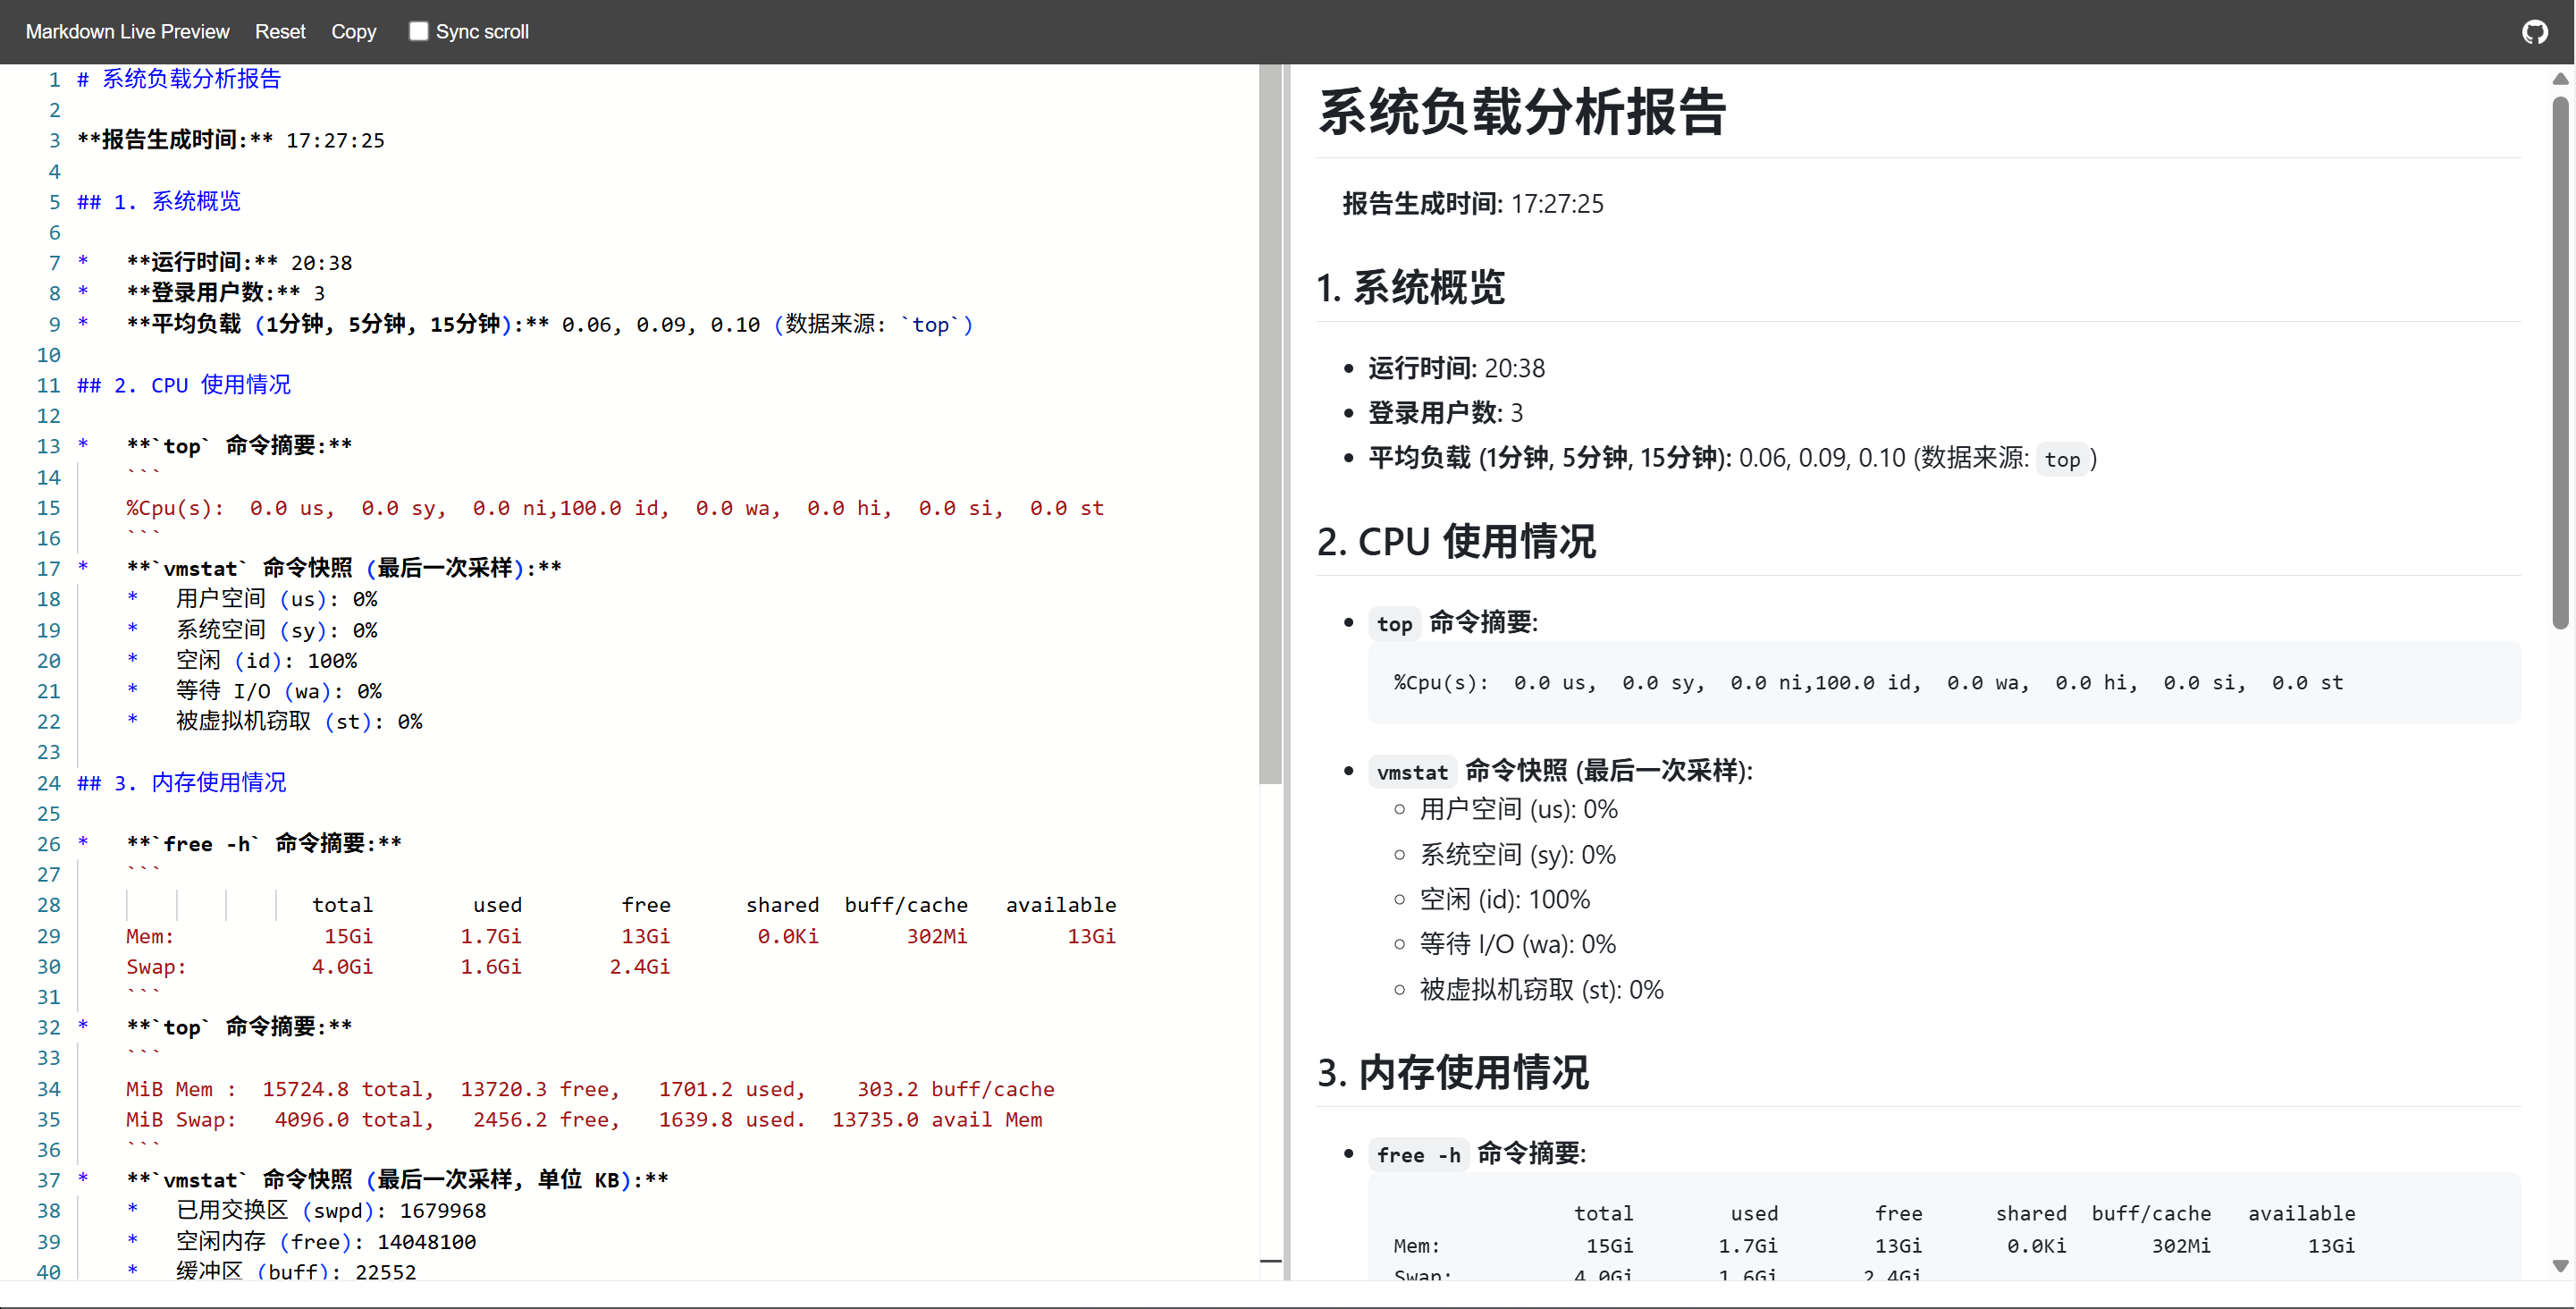 Markdown Live Preview Reset Copy Sync scroll
1 # 系统负载分析报告
2
3 **报告生成时间:** 17:27:25
4
5 ## 1. 系统概览
6
7 *   **运行时间:** 20:38
8 *   **登录用户数:** 3
9 *   **平均负载 (1分钟, 5分钟, 15分钟):** 0.06, 0.09, 0.10 (数据来源: `top`)
10
11 ## 2. CPU 使用情况
12
13 *   **`top` 命令摘要:**
14     ```
15     %Cpu(s):  0.0 us,  0.0 sy,  0.0 ni,100.0 id,  0.0 wa,  0.0 hi,  0.0 si,  0.0 st
16     ```
17 *   **`vmstat` 命令快照 (最后一次采样):**
18     *   用户空间 (us): 0%
19     *   系统空间 (sy): 0%
20     *   空闲 (id): 100%
21     *   等待 I/O (wa): 0%
22     *   被虚拟机窃取 (st): 0%
23
24 ## 3. 内存使用情况
25
26 *   **`free -h` 命令摘要:**
27     ```
28                    total        used        free      shared  buff/cache   available
29     Mem:            15Gi       1.7Gi        13Gi       0.0Ki       302Mi        13Gi
30     Swap:          4.0Gi       1.6Gi       2.4Gi
31     ```
32 *   **`top` 命令摘要:**
33     ```
34     MiB Mem :  15724.8 total,  13720.3 free,   1701.2 used,    303.2 buff/cache
35     MiB Swap:   4096.0 total,   2456.2 free,   1639.8 used.  13735.0 avail Mem
36     ```
37 *   **`vmstat` 命令快照 (最后一次采样, 单位 KB):**
38     *   已用交换区 (swpd): 1679968
39     *   空闲内存 (free): 14048100
40     *   缓冲区 (buff): 22552
系统负载分析报告
报告生成时间: 17:27:25
1. 系统概览
• 运行时间: 20:38
• 登录用户数: 3
• 平均负载 (1分钟, 5分钟, 15分钟): 0.06, 0.09, 0.10 (数据来源: top)
2. CPU 使用情况
• top 命令摘要:
%Cpu(s):  0.0 us,  0.0 sy,  0.0 ni,100.0 id,  0.0 wa,  0.0 hi,  0.0 si,  0.0 st
• vmstat 命令快照 (最后一次采样):
○ 用户空间 (us): 0%
○ 系统空间 (sy): 0%
○ 空闲 (id): 100%
○ 等待 I/O (wa): 0%
○ 被虚拟机窃取 (st): 0%
3. 内存使用情况
• free -h 命令摘要:
total        used        free      shared  buff/cache   available
Mem:            15Gi       1.7Gi        13Gi       0.0Ki       302Mi        13Gi
Swap:          4.0Gi       1.6Gi       2.4Gi